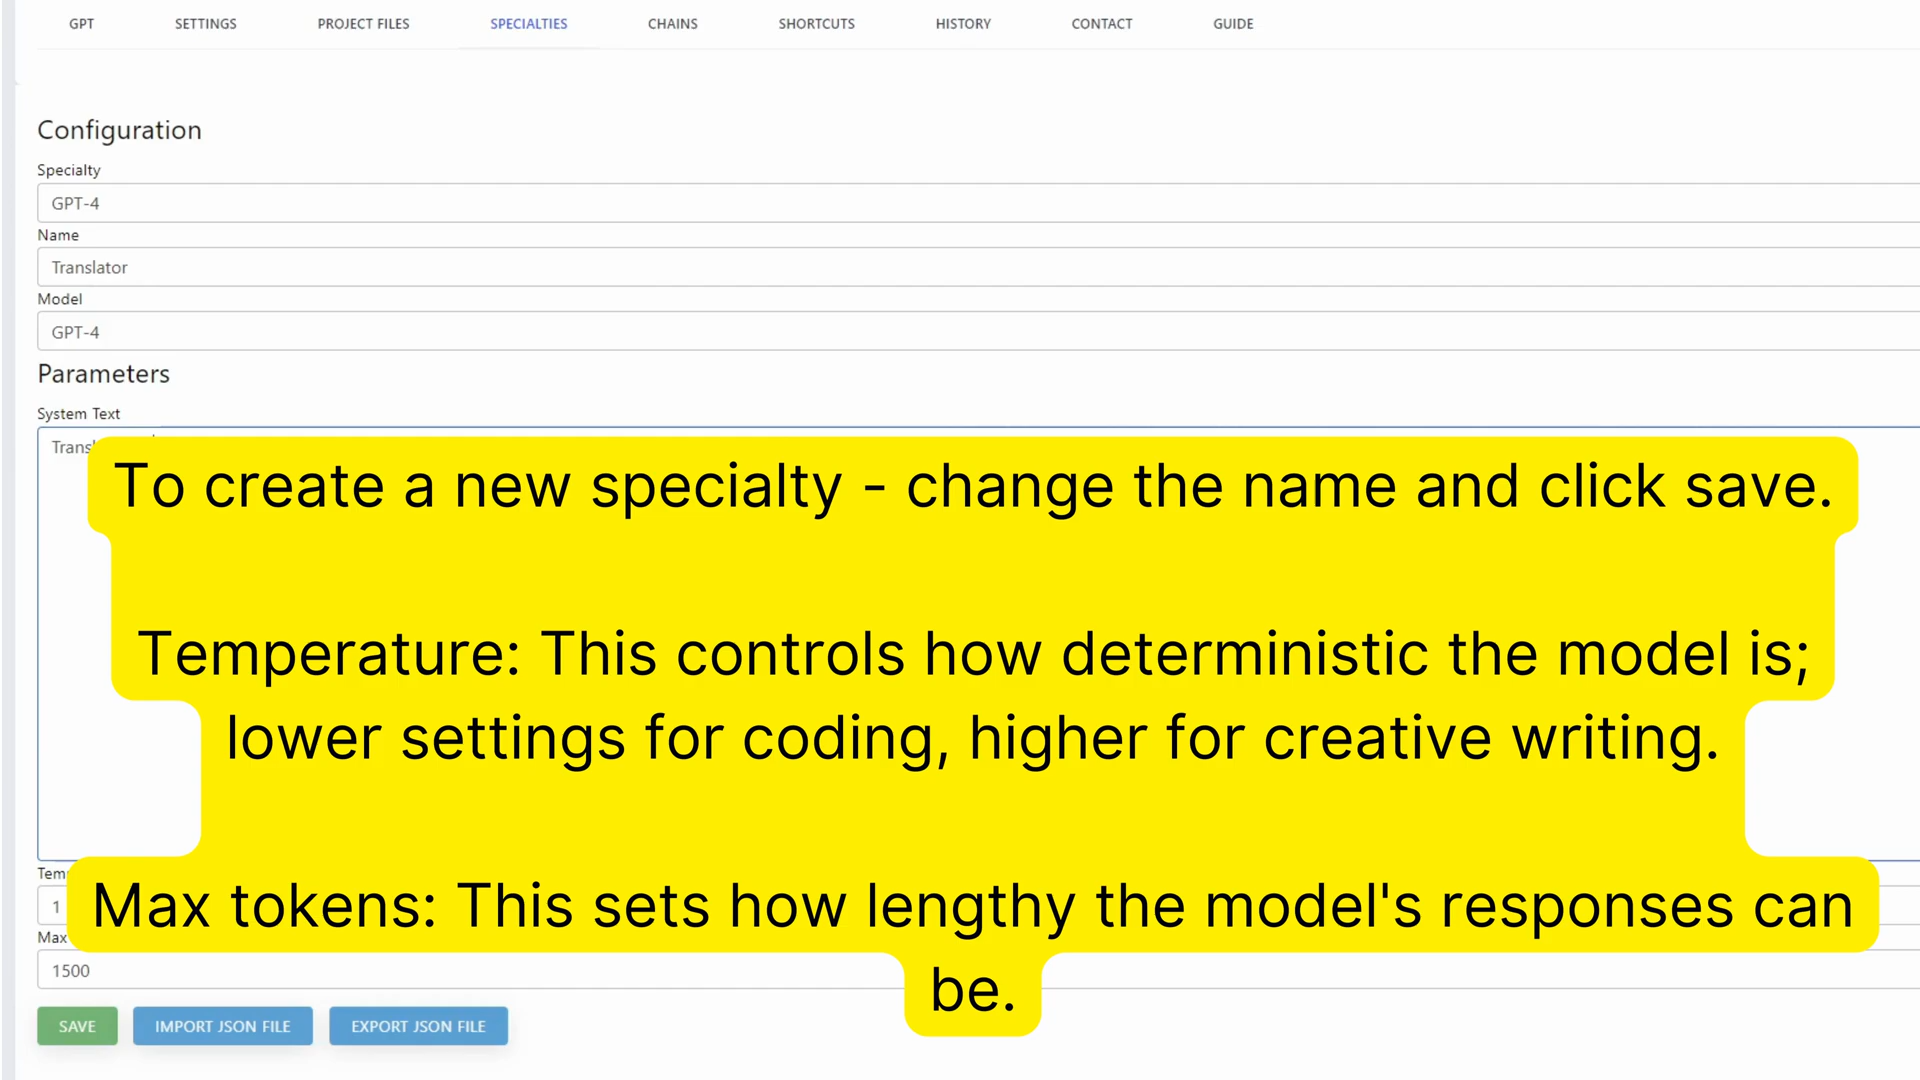 GPT SETTINGS PROJECT FILES SPECIALTIES CHAINS SHORTCUTS HISTORY CONTACT GUIDE
Configuration
Specialty
GPT-4
Name
Translator
Model
GPT-4
Parameters
System Text
To create a new specialty - change the name and click save.
Temperature: This controls how deterministic the model is;
lower settings for coding, higher for creative writing.
1
Max tokens: This sets how lengthy the model's responses can
be.
Max
1500
SAVE IMPORT JSON FILE EXPORT JSON FILE